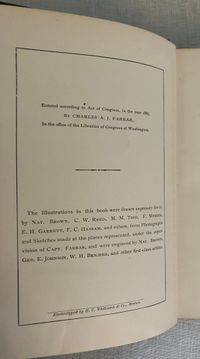 Entered according to Act of Congress, in the year 1885,
By CHARLES A. J. FARRAR,
In the office of the Librarian of Congress at Washington.
The Illustrations in this book were drawn expressly for it,
by NAT. BROWN, C. W. REED, M. M. TIDD, F. MYRICK,
E. H. GARRETT, F. C. HASSAM, and others, from Photographs
and Sketches made at the places represented, under the super-
vision of CAPT. FARRAR, and were engraved by NAT. BROWN,
GEO. E. JOHNSON, W. H. and other first-class artists.
Electrotyped by H. C. Whitcomb & Co., Boston.